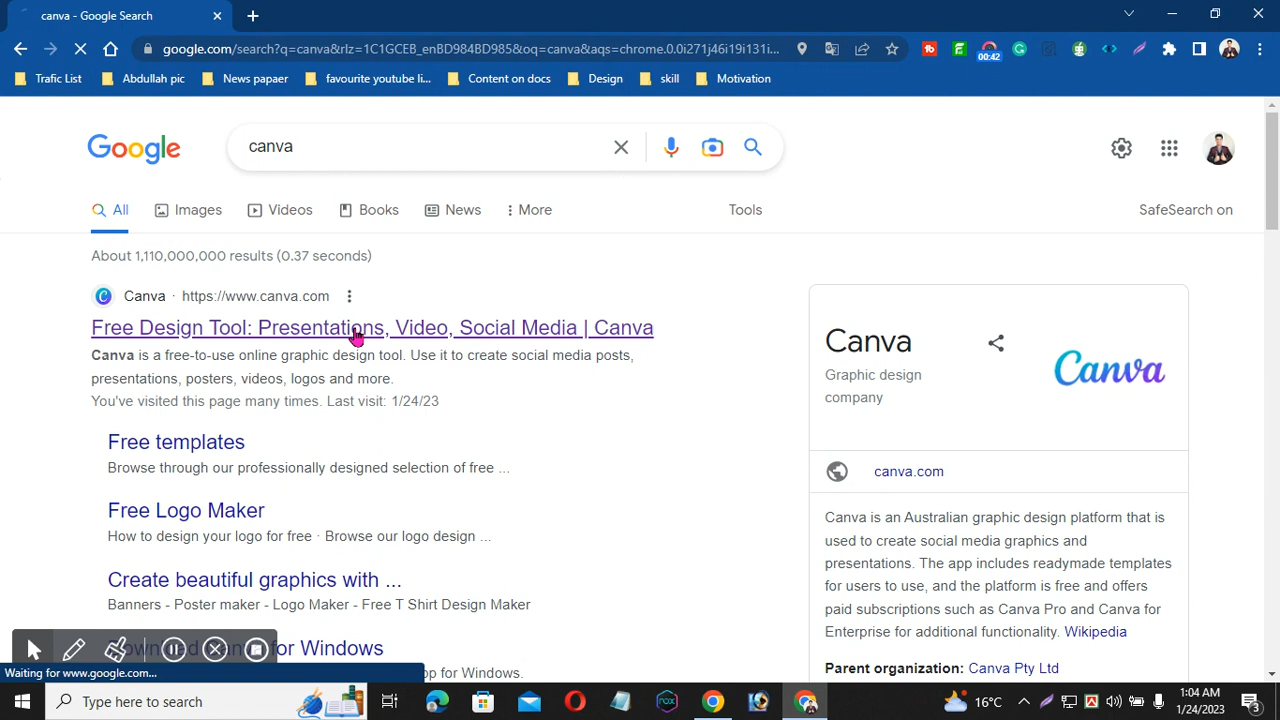 canva - Google Search
google.com/search?q=canva&rlz=1C1GCEB_enBD984BD985&oq=canva&aqs=chrome.0.0i271j46i19i131i...
00:42
Trafic List
Abdullah pic
News papaer
favourite youtube li...
Content on docs
Design
skill
Motivation
Google
canva
All
Images
Videos
Books
News
More
Tools
SafeSearch on
About 1,110,000,000 results (0.37 seconds)
Canva · https://www.canva.com
Free Design Tool: Presentations, Video, Social Media | Canva
Canva is a free-to-use online graphic design tool. Use it to create social media posts,
presentations, posters, videos, logos and more.
You've visited this page many times. Last visit: 1/24/23
Free templates
Browse through our professionally designed selection of free ...
Free Logo Maker
How to design your logo for free · Browse our logo design ...
Create beautiful graphics with ...
Banners - Poster maker - Logo Maker - Free T Shirt Design Maker
for Windows
pp for Windows.
Canva
Graphic design
company
Canva
canva.com
Canva is an Australian graphic design platform that is
used to create social media graphics and
presentations. The app includes readymade templates
for users to use, and the platform is free and offers
paid subscriptions such as Canva Pro and Canva for
Enterprise for additional functionality. Wikipedia
Parent organization: Canva Pty Ltd
Waiting for www.google.com...
Type here to search
nox
16°C
1:04 AM
1/24/2023
3